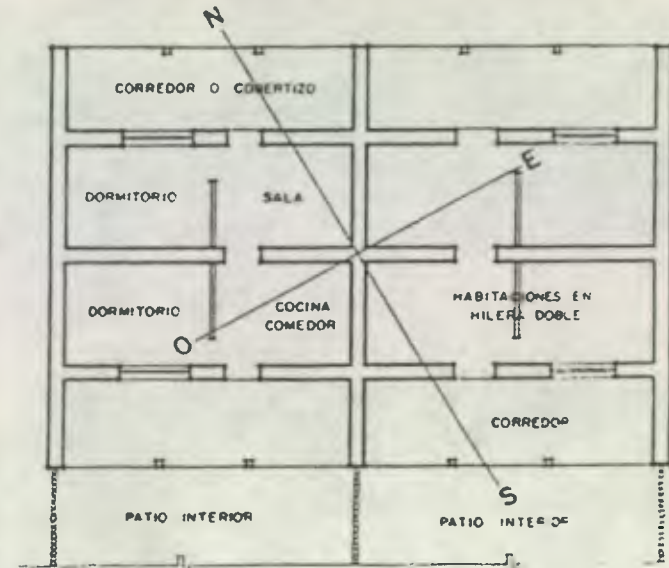 N
CORREDOR O COBERTIZO
E
DORMITORIO
SALA
DORMITORIO
COCINA
COMEDOR
HABITACIONES EN
HILERA DOBLE
O
CORREDOR
S
PATIO INTERIOR
PATIO